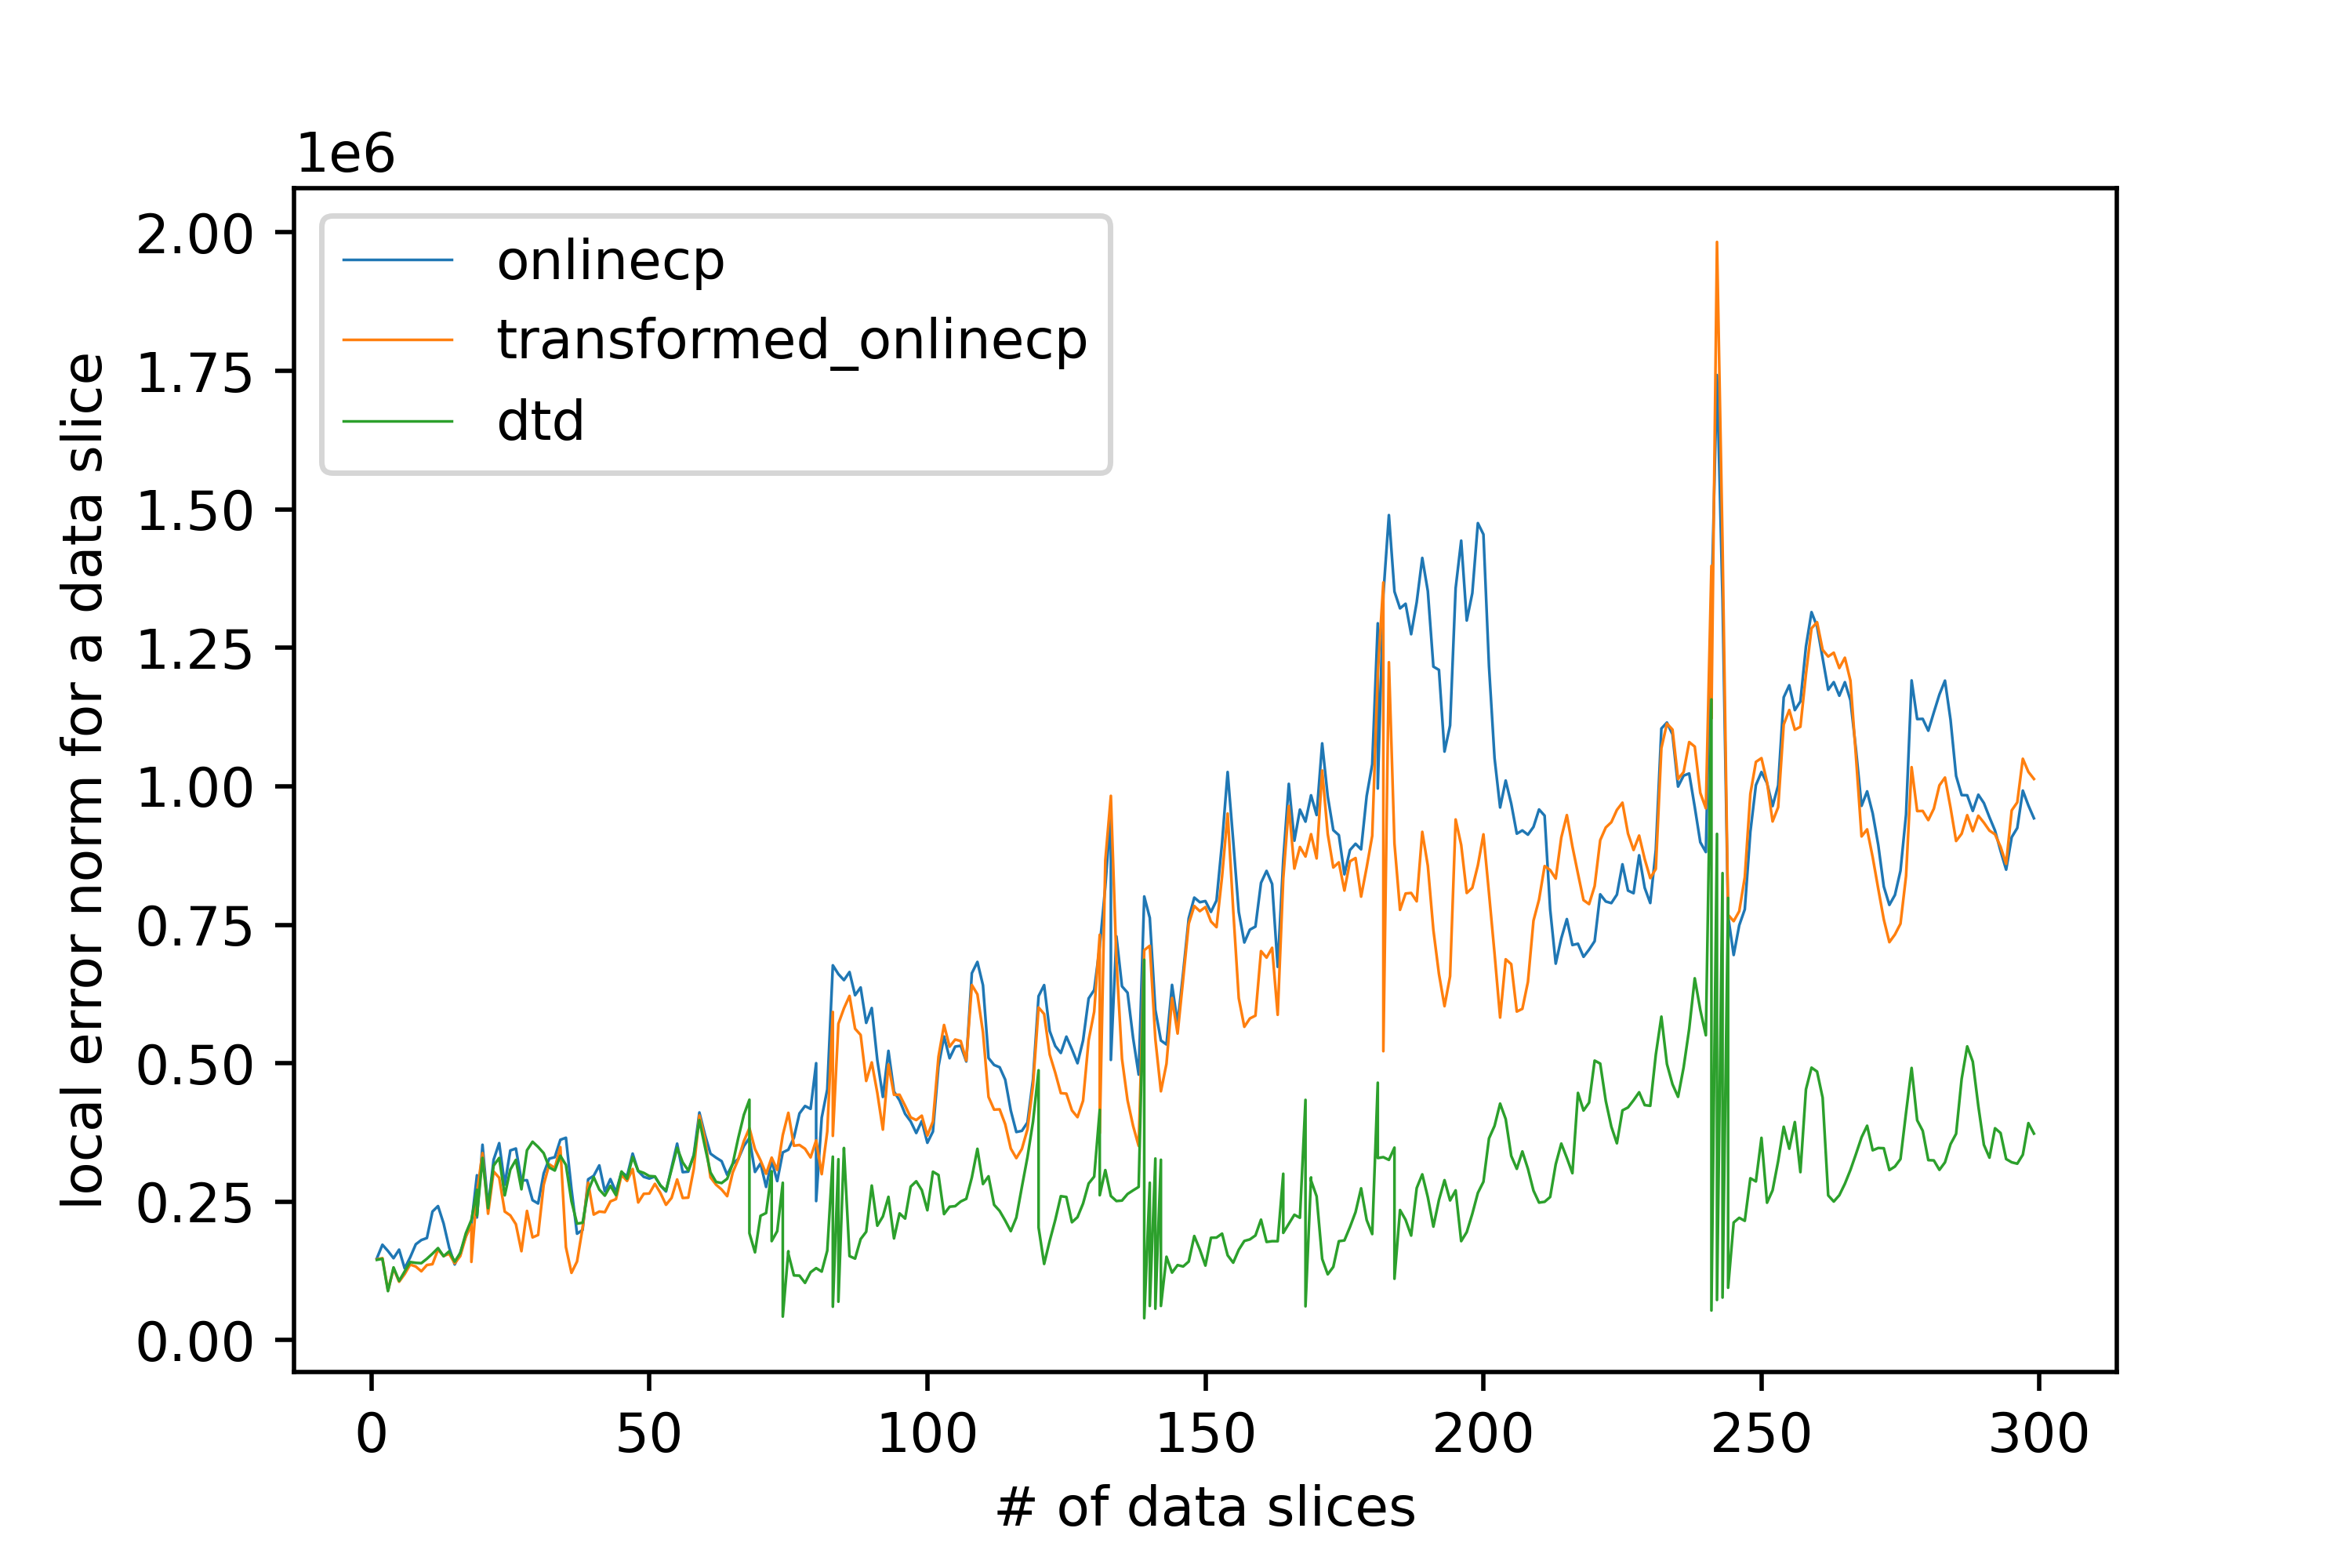 1e6
2.00
1.75
1.50
1.25
1.00
0.75
0.50
0.25
0.00
local error norm for a data slice
onlinecp
transformed_onlinecp
dtd
0 50 100 150 200 250 300
# of data slices